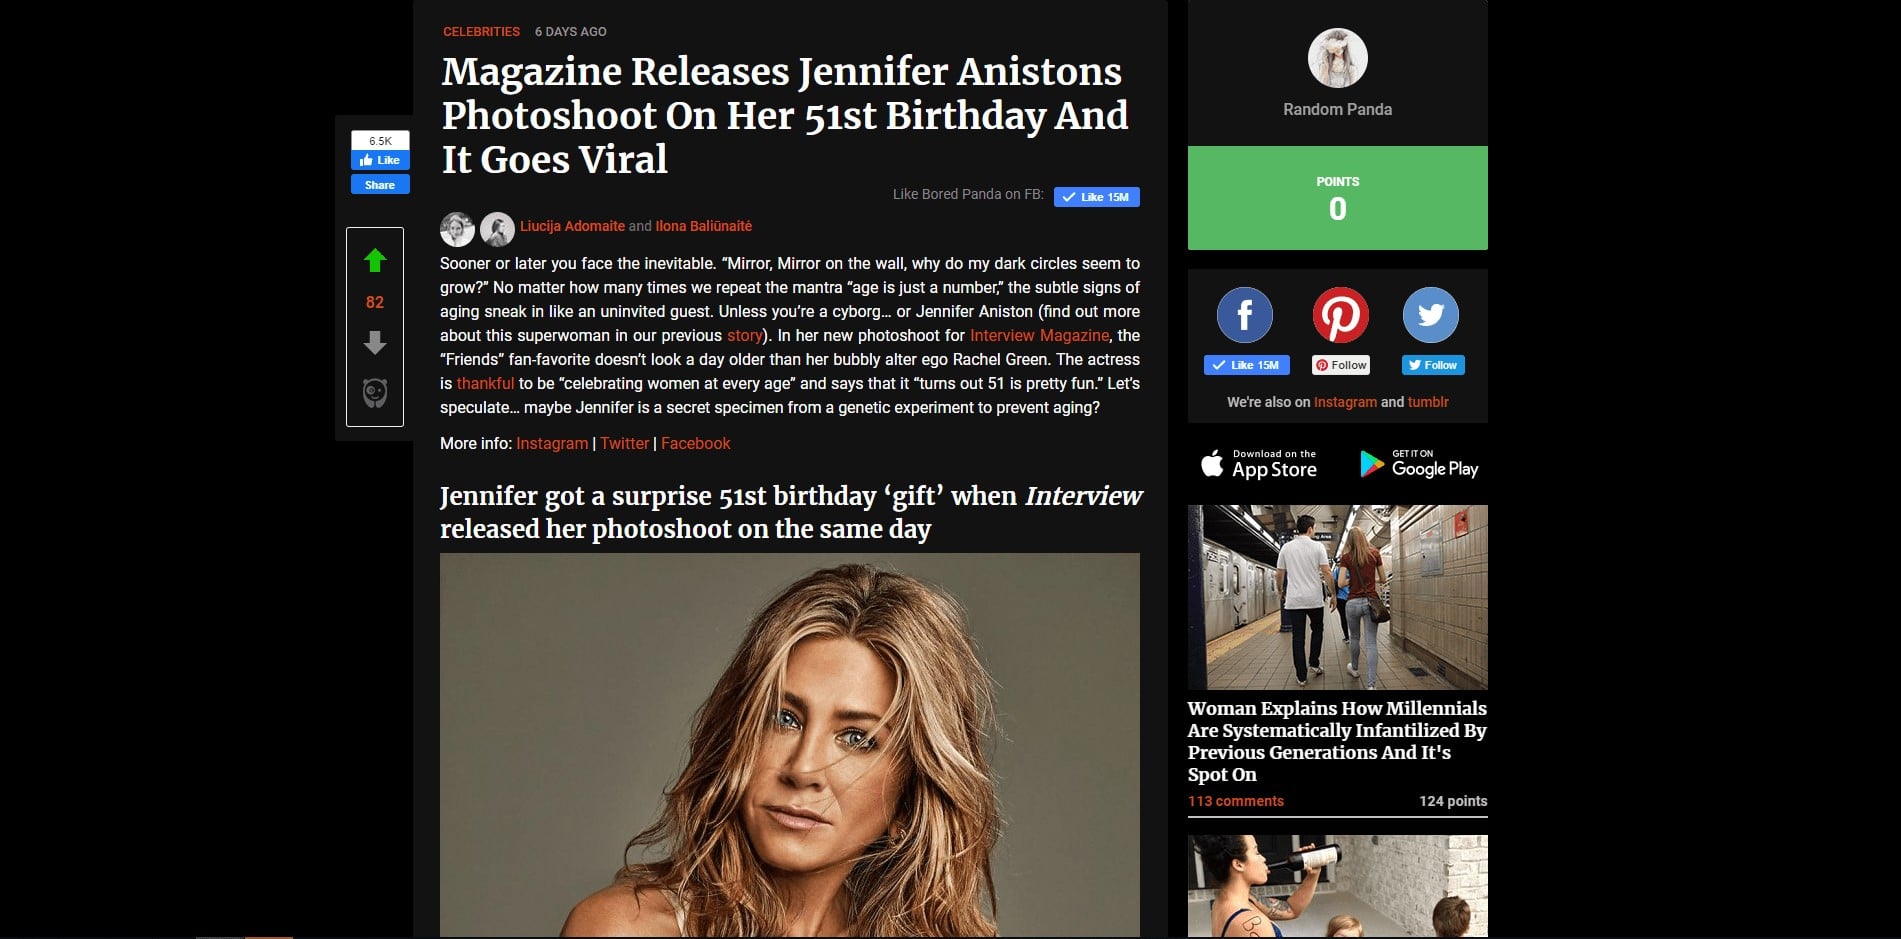 CELEBRITIES 6 DAYS AGO
Magazine Releases Jennifer Anistons
Photoshoot On Her 51st Birthday And
It Goes Viral
6.5K
Like
Share
82
Like Bored Panda on FB: Like 15M
Liucija Adomaite and Ilona Baliūnaitė
Sooner or later you face the inevitable. “Mirror, Mirror on the wall, why do my dark circles seem to
grow?” No matter how many times we repeat the mantra “age is just a number,” the subtle signs of
aging sneak in like an uninvited guest. Unless you’re a cyborg… or Jennifer Aniston (find out more
about this superwoman in our previous story). In her new photoshoot for Interview Magazine, the
“Friends” fan-favorite doesn’t look a day older than her bubbly alter ego Rachel Green. The actress
is thankful to be “celebrating women at every age” and says that it “turns out 51 is pretty fun.” Let’s
speculate… maybe Jennifer is a secret specimen from a genetic experiment to prevent aging?
More info: Instagram | Twitter | Facebook
Jennifer got a surprise 51st birthday ‘gift’ when Interview
released her photoshoot on the same day
Random Panda
POINTS
0
Like 15M Follow Follow
We're also on Instagram and tumblr
Download on the
App Store
GET IT ON
Google Play
Woman Explains How Millennials
Are Systematically Infantilized By
Previous Generations And It's
Spot On
113 comments 124 points